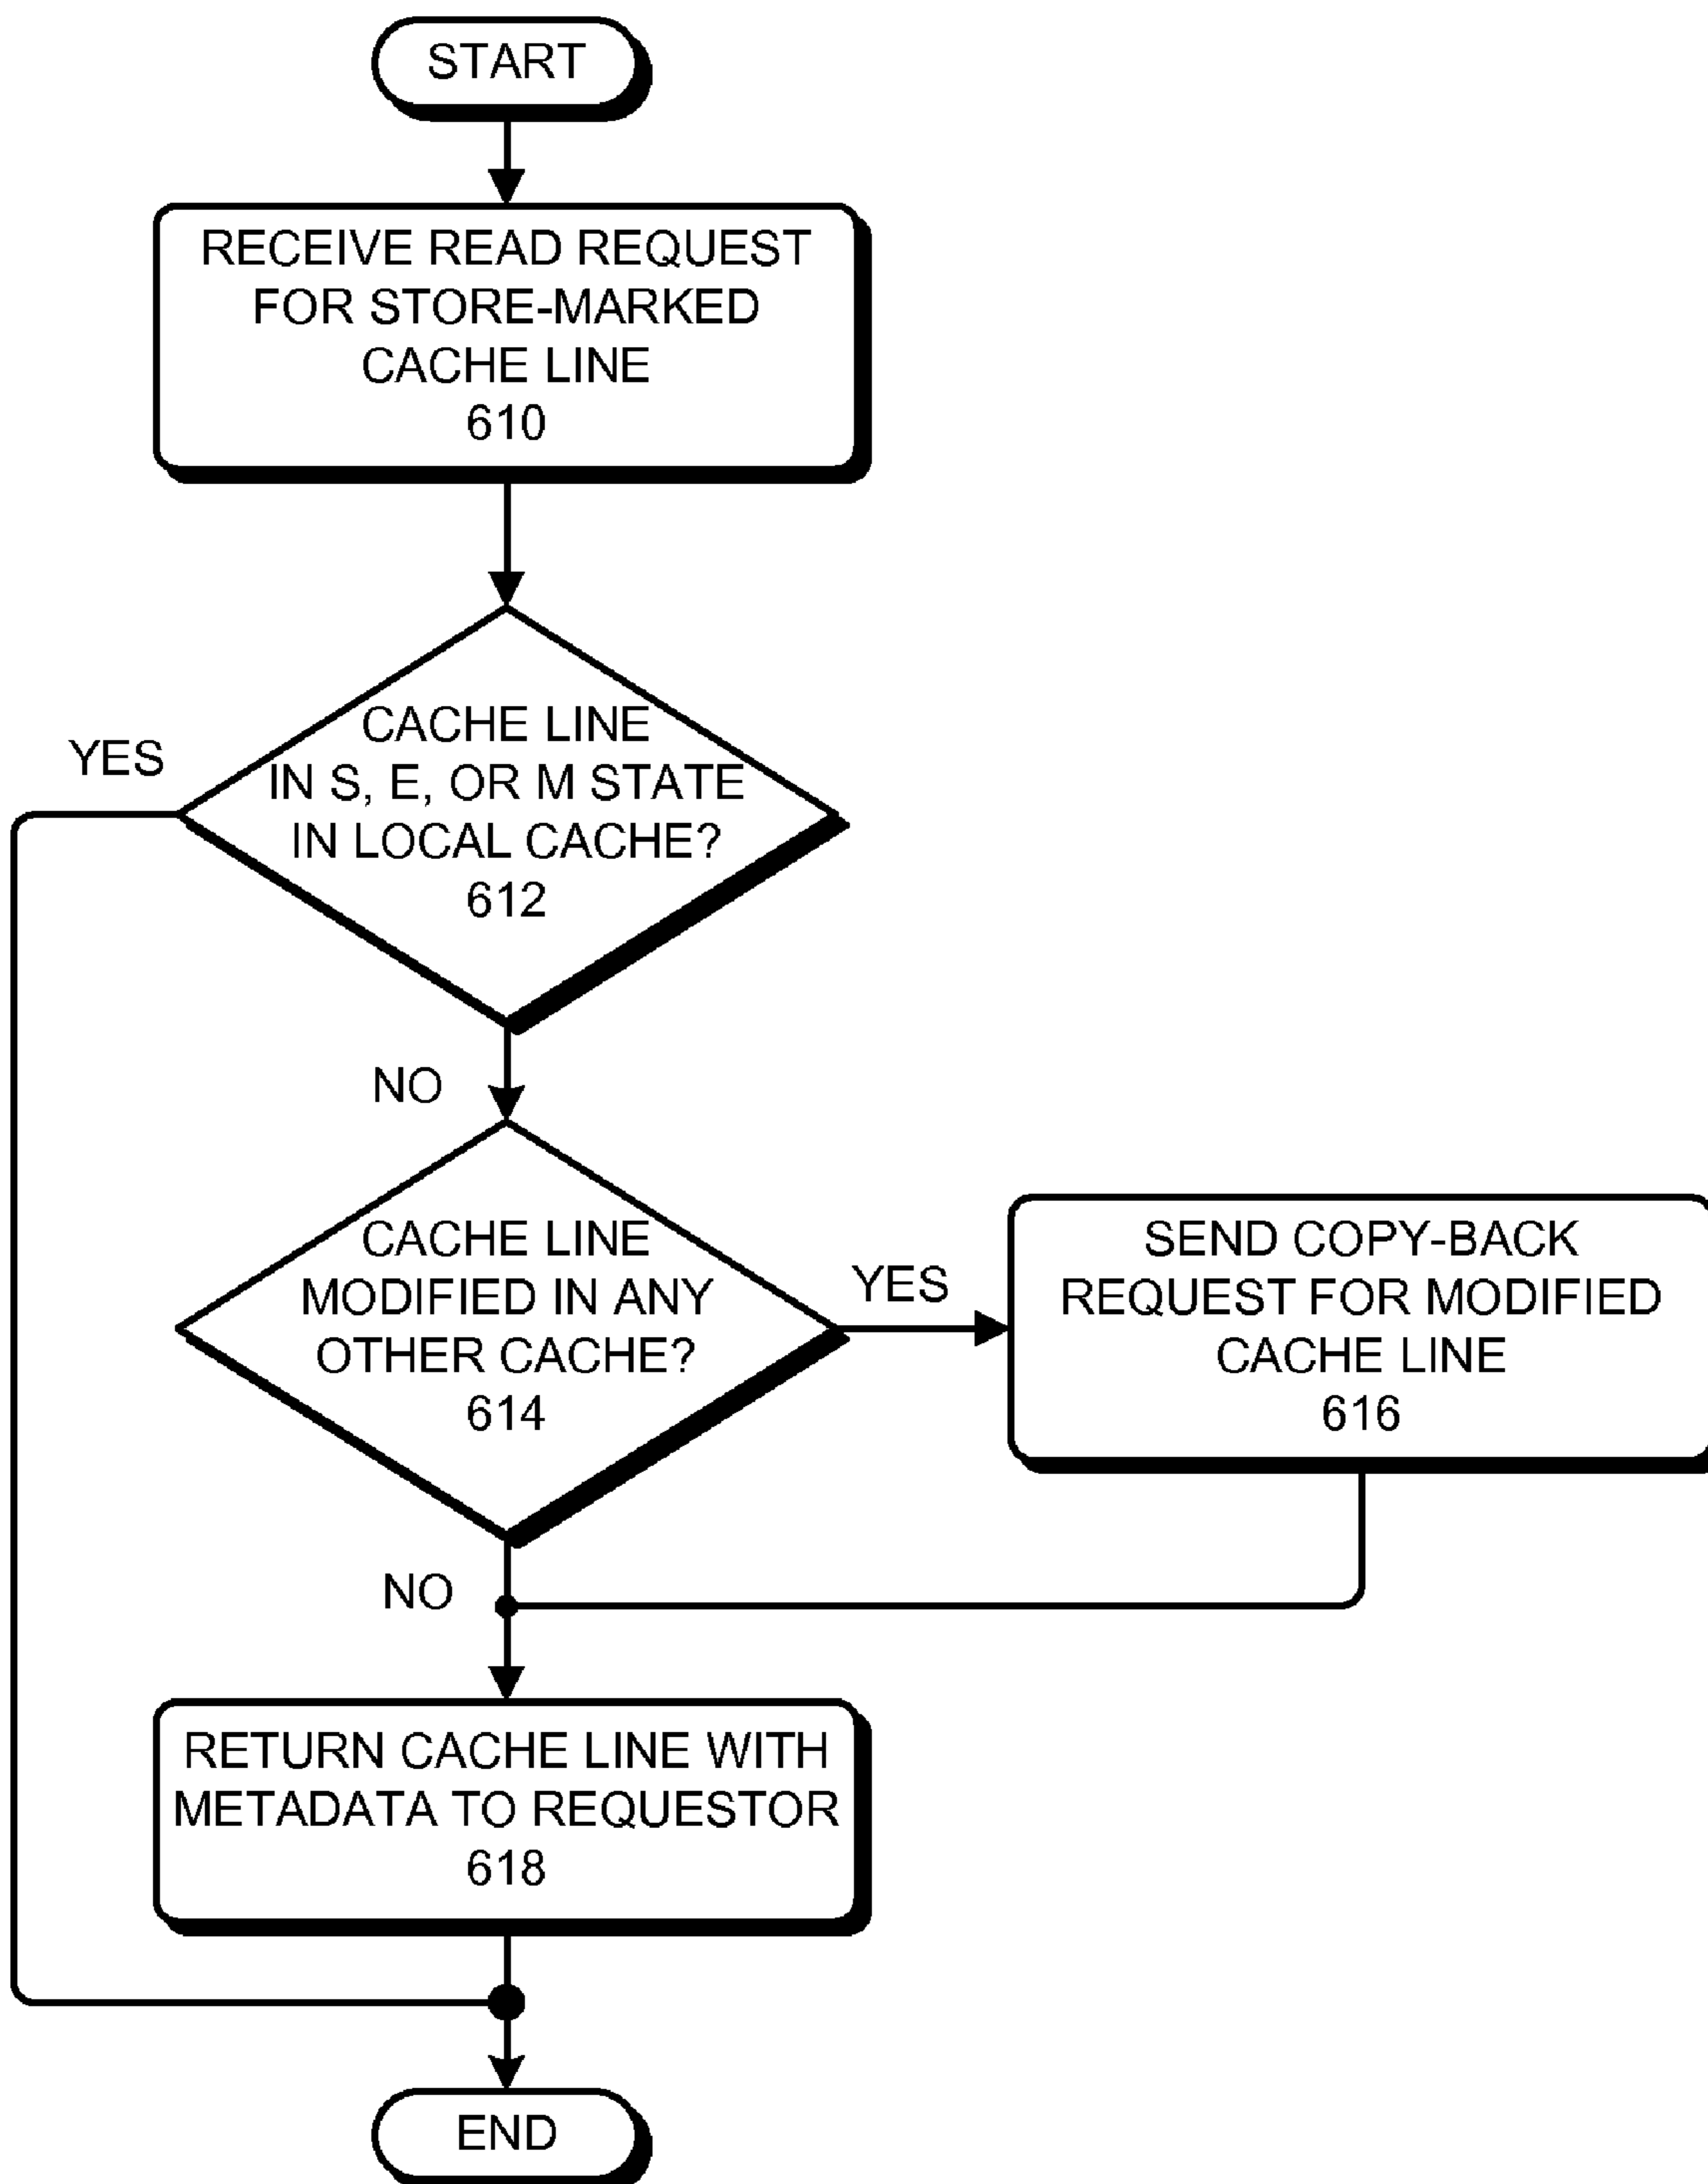 START
RECEIVE READ REQUEST
FOR STORE-MARKED
CACHE LINE
610
CACHE LINE
IN S, E, OR M STATE
IN LOCAL CACHE?
612
YES
NO
CACHE LINE
MODIFIED IN ANY
OTHER CACHE?
614
YES
SEND COPY-BACK
REQUEST FOR MODIFIED
CACHE LINE
616
NO
RETURN CACHE LINE WITH
METADATA TO REQUESTOR
618
END